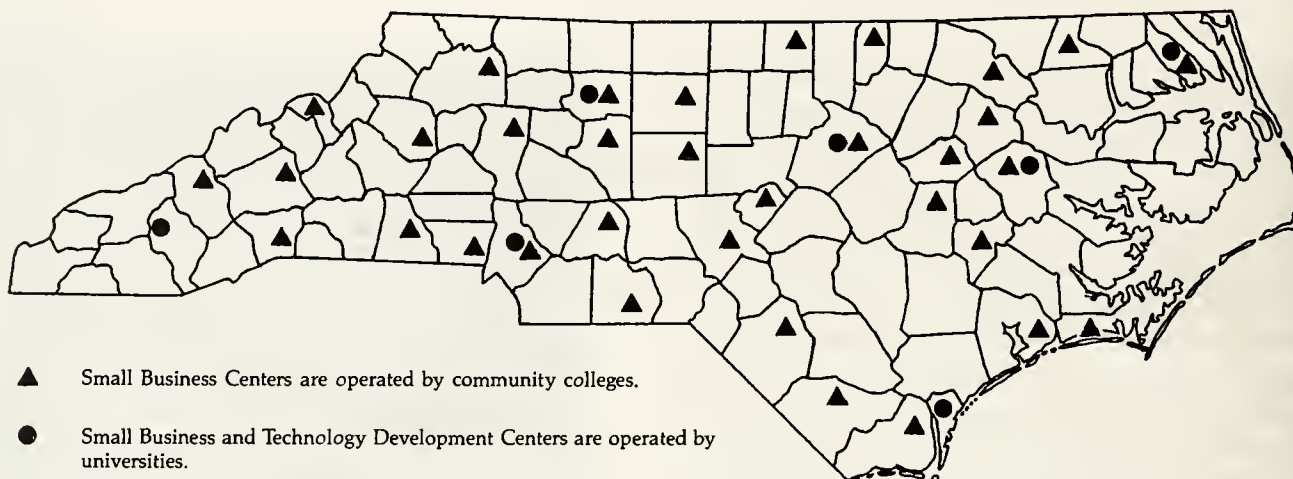 Small Business Centers are operated by community colleges.
Small Business and Technology Development Centers are operated by
universities.